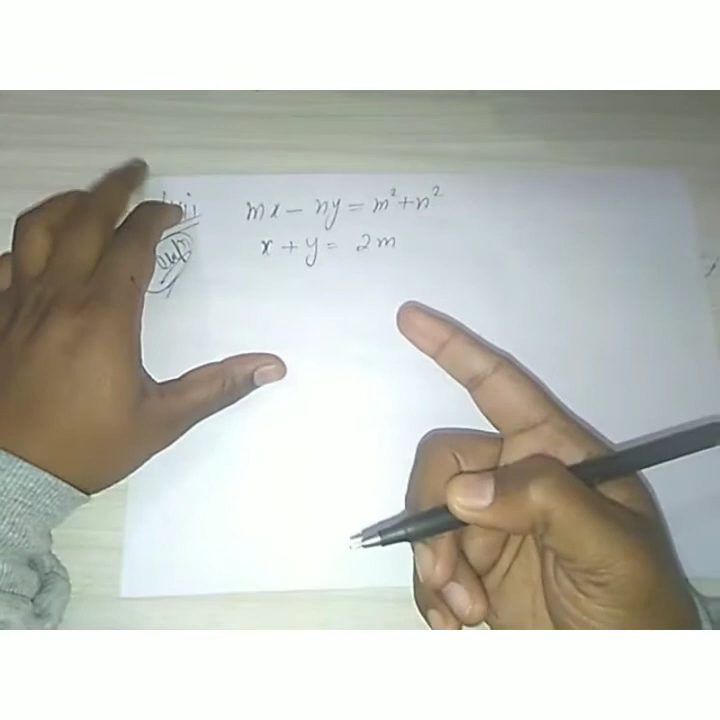 mx - ny = m² + n²
x + y = 2m